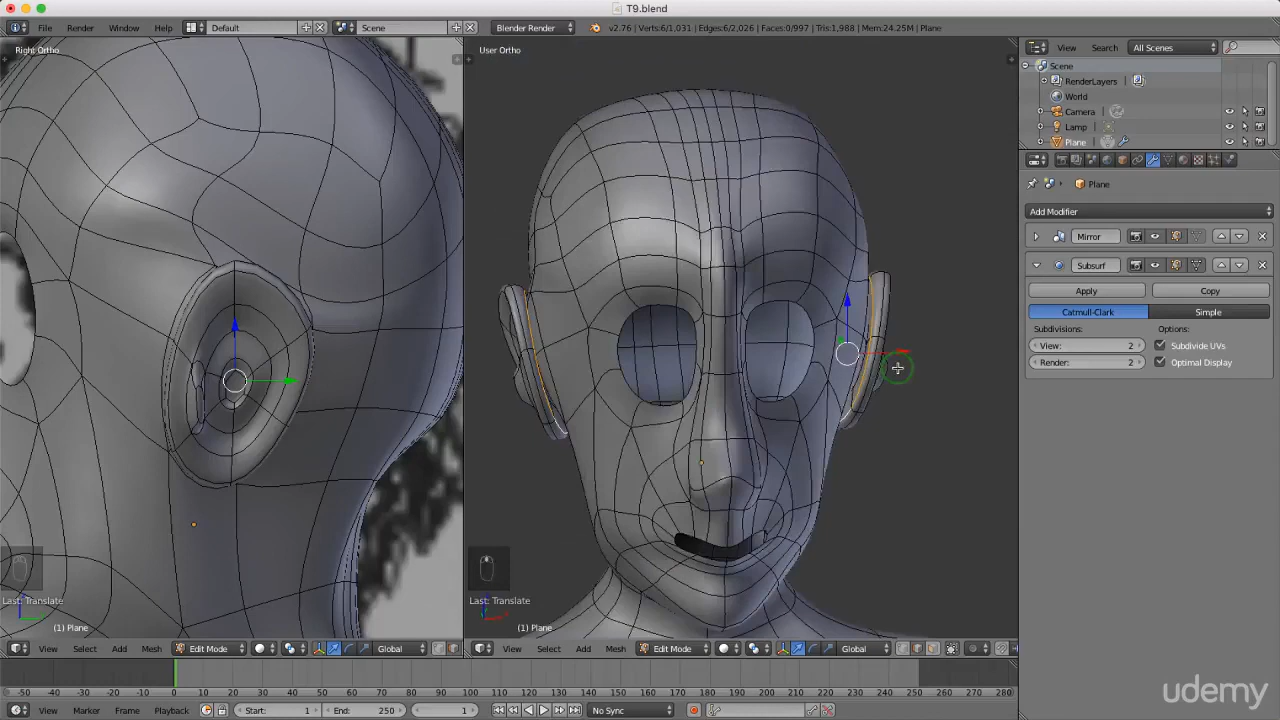 T9.blend
File Render Window Help Default Scene Blender Render v2.76 | Verts:6/1,031 | Edges:6/2,026 | Faces:0/997 | Tris:1,988 | Mem:24.25M | Plane
Right Ortho
User Ortho
View Search All Scenes
Scene
RenderLayers
World
Camera
Lamp
Plane
Plane
Add Modifier
Mirror
Subsurf
Apply Copy
Catmull-Clark Simple
Subdivisions: Options:
View: 2 Subdivide UVs
Render: 2 Optimal Display
Last: Translate
Last: Translate
(1) Plane
(1) Plane
View Select Add Mesh Edit Mode Global
View Select Add Mesh Edit Mode Global
-50 -40 -30 -20 -10 0 10 20 30 40 50 60 70 80 90 100 110 120 130 140 150 160 170 180 190 200 210 220 230 240 250 260 270 280
View Marker Frame Playback Start: 1 End: 250 1 No Sync
udemy